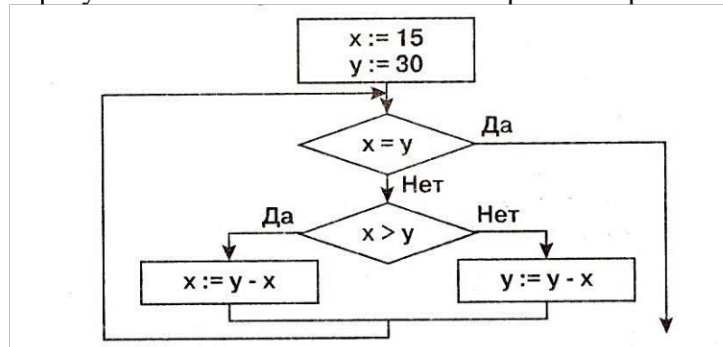 x := 15
y := 30
x = y
Да
Нет
Да
x > y
Нет
x := y - x
y := y - x